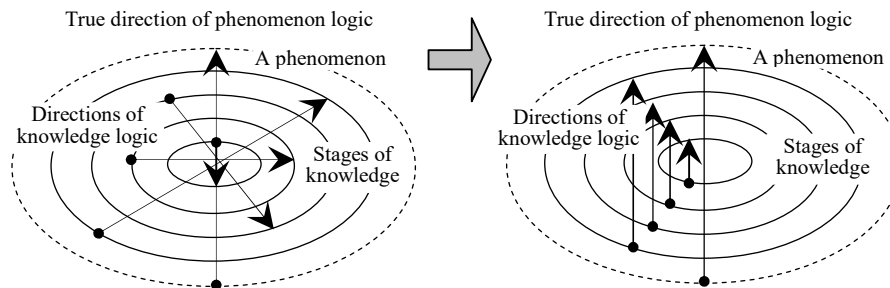 True direction of phenomenon logic
A phenomenon
Directions of
knowledge logic
Stages of
knowledge
True direction of phenomenon logic
A phenomenon
Directions of
knowledge logic
Stages of
knowledge